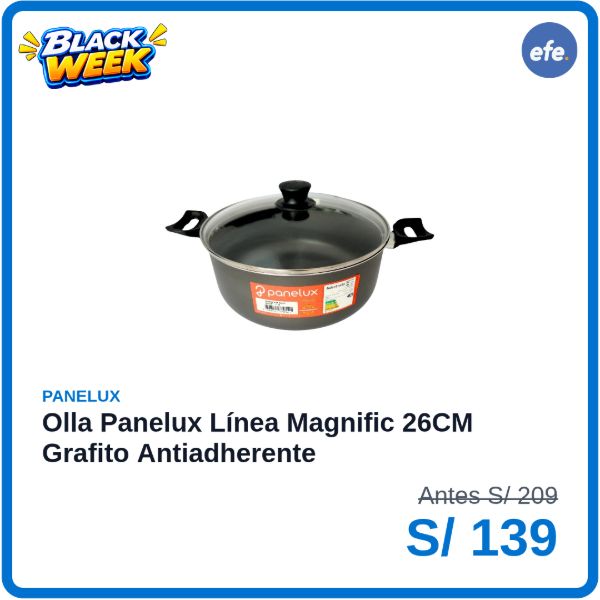 BLACK
WEEK
efe.
panelux
PANELUX
Olla Panelux Línea Magnific 26CM
Grafito Antiadherente
Antes S/ 209
S/ 139